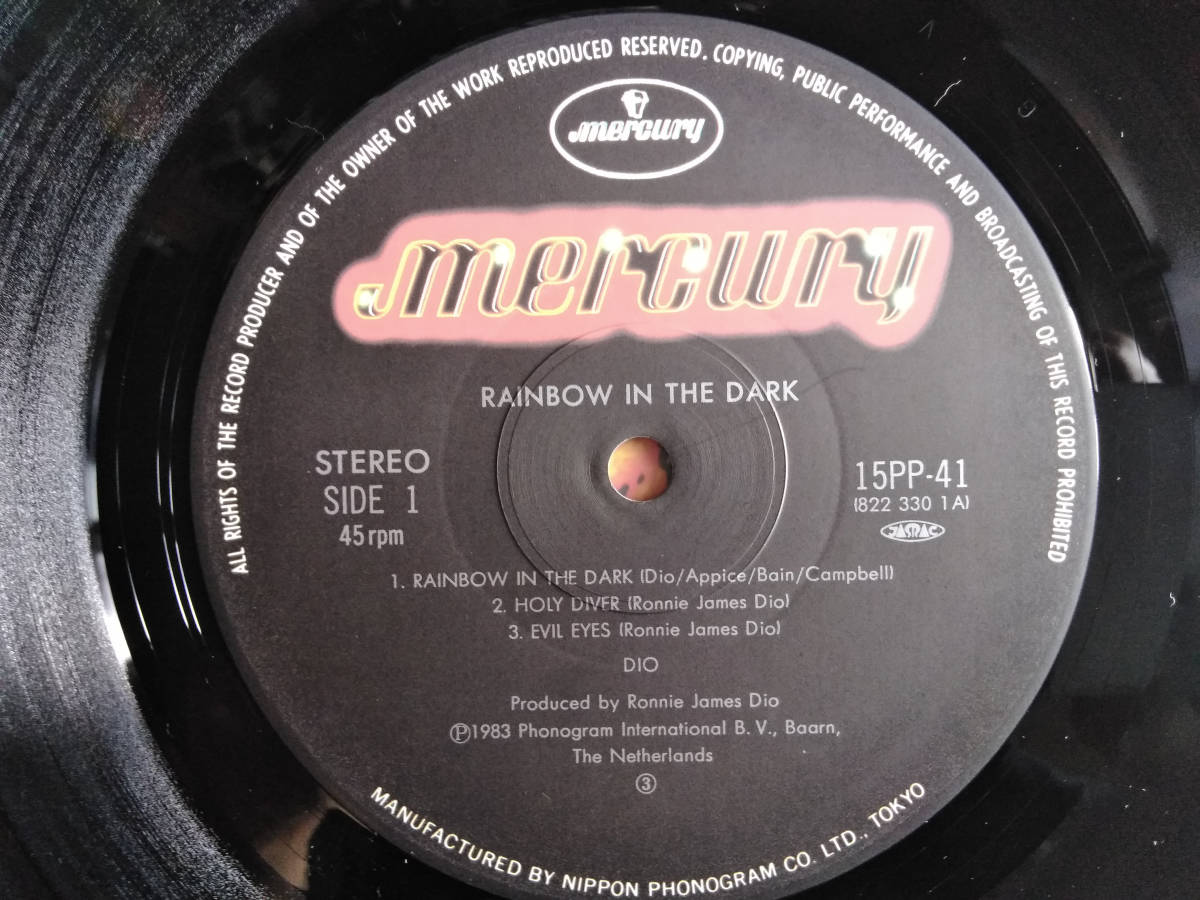 ALL RIGHTS OF THE RECORD PRODUCER AND OF THE OWNER OF THE WORK REPRODUCED RESERVED. COPYING, PUBLIC PERFORMANCE AND BROADCASTING OF THIS RECORD PROHIBITED
mercury
mercury
RAINBOW IN THE DARK
STEREO
SIDE 1
45rpm
15PP-41
(822 330 1A)
JASRAC
1. RAINBOW IN THE DARK (Dio/Appice/Bain/Campbell)
2. HOLY DIVER (Ronnie James Dio)
3. EVIL EYES (Ronnie James Dio)
DIO
Produced by Ronnie James Dio
Ⓟ1983 Phonogram International B. V., Baarn,
The Netherlands
③
MANUFACTURED BY NIPPON PHONOGRAM CO. LTD., TOKYO